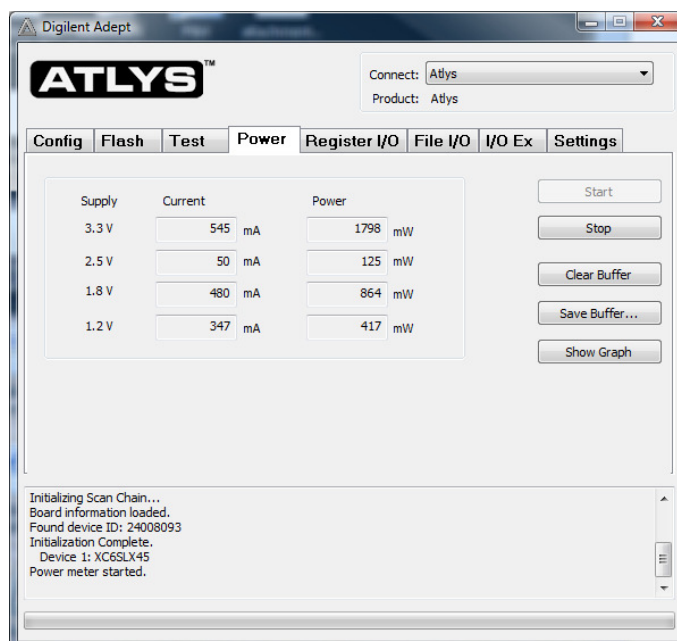 Digilent Adept
ATLYS™
Connect: Atlys
Product: Atlys
Config Flash Test Power Register I/O File I/O I/O Ex Settings
Supply Current Power
3.3 V 545 mA 1798 mW
2.5 V 50 mA 125 mW
1.8 V 480 mA 864 mW
1.2 V 347 mA 417 mW
Start
Stop
Clear Buffer
Save Buffer...
Show Graph
Initializing Scan Chain...
Board information loaded.
Found device ID: 24008093
Initialization Complete.
Device 1: XC6SLX45
Power meter started.